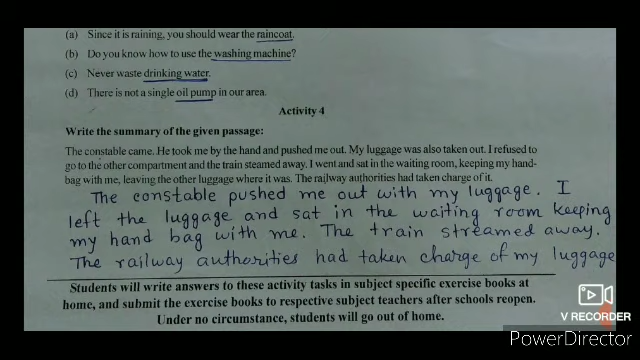 (a) Since it is raining, you should wear the raincoat.
(b) Do you know how to use the washing machine?
(c) Never waste drinking water.
(d) There is not a single oil pump in our area.
Activity 4
Write the summary of the given passage:
The constable came. He took me by the hand and pushed me out. My luggage was also taken out. I refused to
go to the other compartment and the train steamed away. I went and sat in the waiting room, keeping my hand-
bag with me, leaving the other luggage where it was. The railway authorities had taken charge of it.
The constable pushed me out with my luggage. I
left the luggage and sat in the waiting room keeping
my hand bag with me. The train streamed away.
The railway authorities had taken charge of my luggage
Students will write answers to these activity tasks in subject specific exercise books at
home, and submit the exercise books to respective subject teachers after schools reopen.
Under no circumstance, students will go out of home.
V RECORDER
PowerDirector